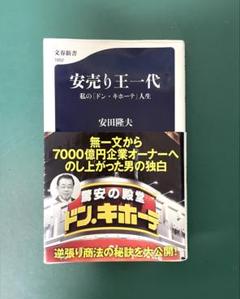 文春新書
1052
安売り王一代
私の「ドン・キホーテ」人生
安田隆夫
無一文から
7000億円企業オーナーへ
のし上がった男の独白
驚安の殿堂
ドン.キホーテ
逆張り商法の秘訣を大公開!